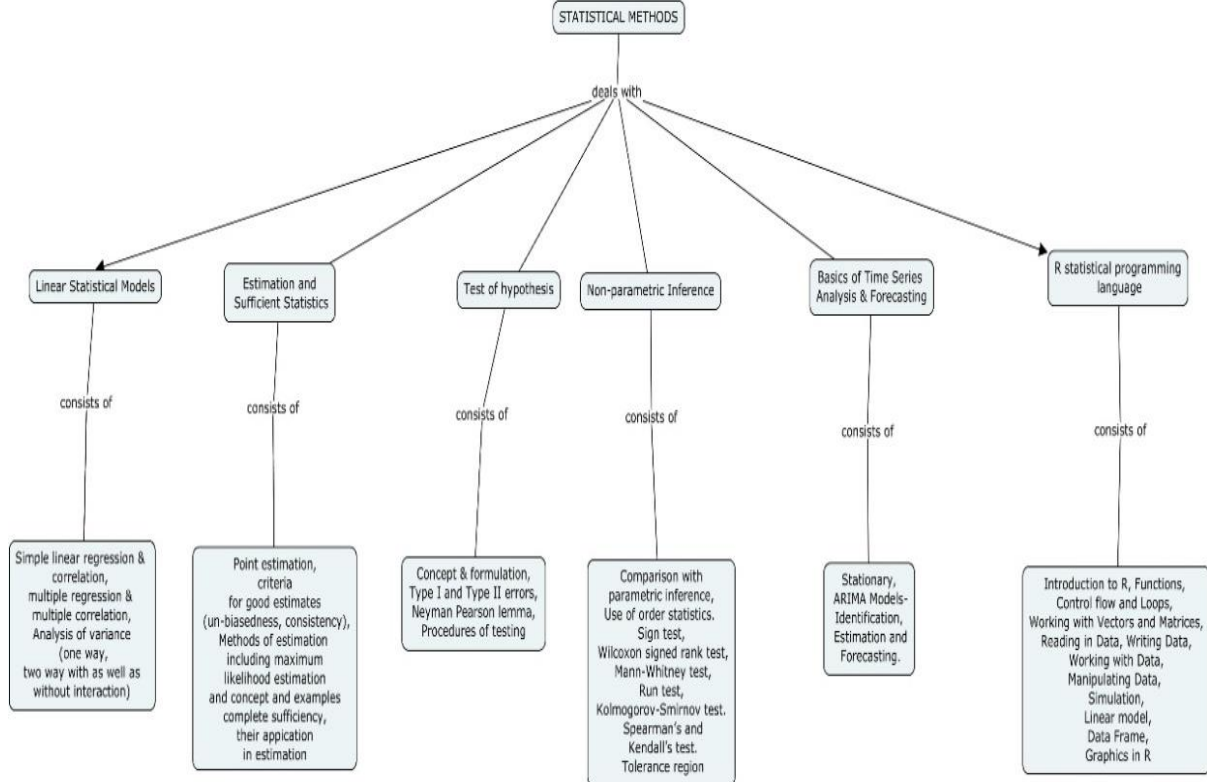 STATISTICAL METHODS
deals with
Linear Statistical Models
Estimation and
Sufficient Statistics
Test of hypothesis
Non-parametric Inference
Basics of Time Series
Analysis & Forecasting
R statistical programming
language
consists of
consists of
consists of
consists of
consists of
consists of
Simple linear regression &
correlation,
multiple regression &
multiple correlation,
Analysis of variance
(one way,
two way with as well as
without interaction)
Point estimation,
criteria
for good estimates
(un-biasedness, consistency),
Methods of estimation
including maximum
likelihood estimation
and concept and examples
complete sufficiency,
their appication
in estimation
Concept & formulation,
Type I and Type II errors,
Neyman Pearson lemma,
Procedures of testing
Comparison with
parametric inference,
Use of order statistics.
Sign test,
Wilcoxon signed rank test,
Mann-Whitney test,
Run test,
Kolmogorov-Smirnov test.
Spearman's and
Kendall's test.
Tolerance region
Stationary,
ARIMA Models-
Identification,
Estimation and
Forecasting.
Introduction to R, Functions,
Control flow and Loops,
Working with Vectors and Matrices,
Reading in Data, Writing Data,
Working with Data,
Manipulating Data,
Simulation,
Linear model,
Data Frame,
Graphics in R